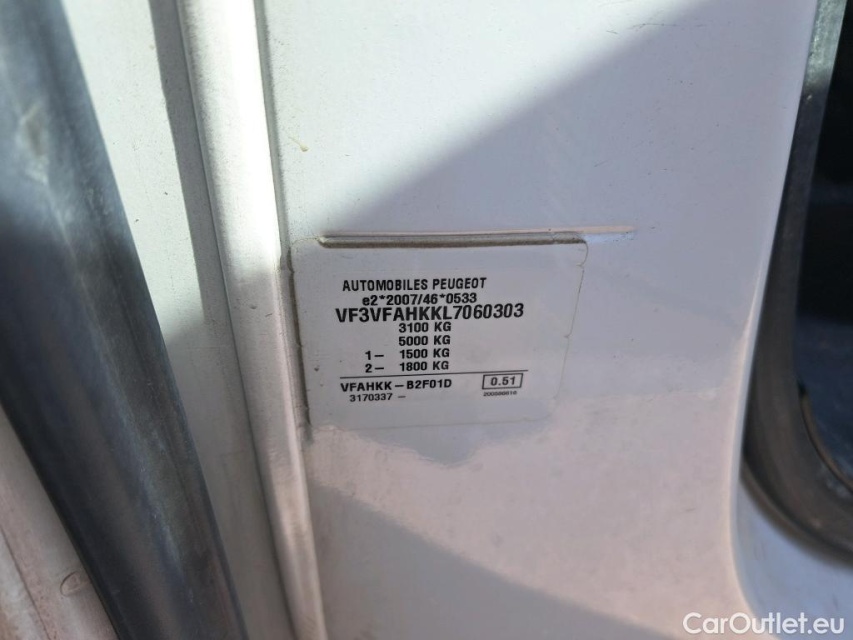 AUTOMOBILES PEUGEOT
e2*2007/46*0533
VF3VFAHKKL7060303
3100 KG
5000 KG
1– 1500 KG
2– 1800 KG
VFAHKK – B2F01D 0.51
3170337 –
CarOutlet.eu